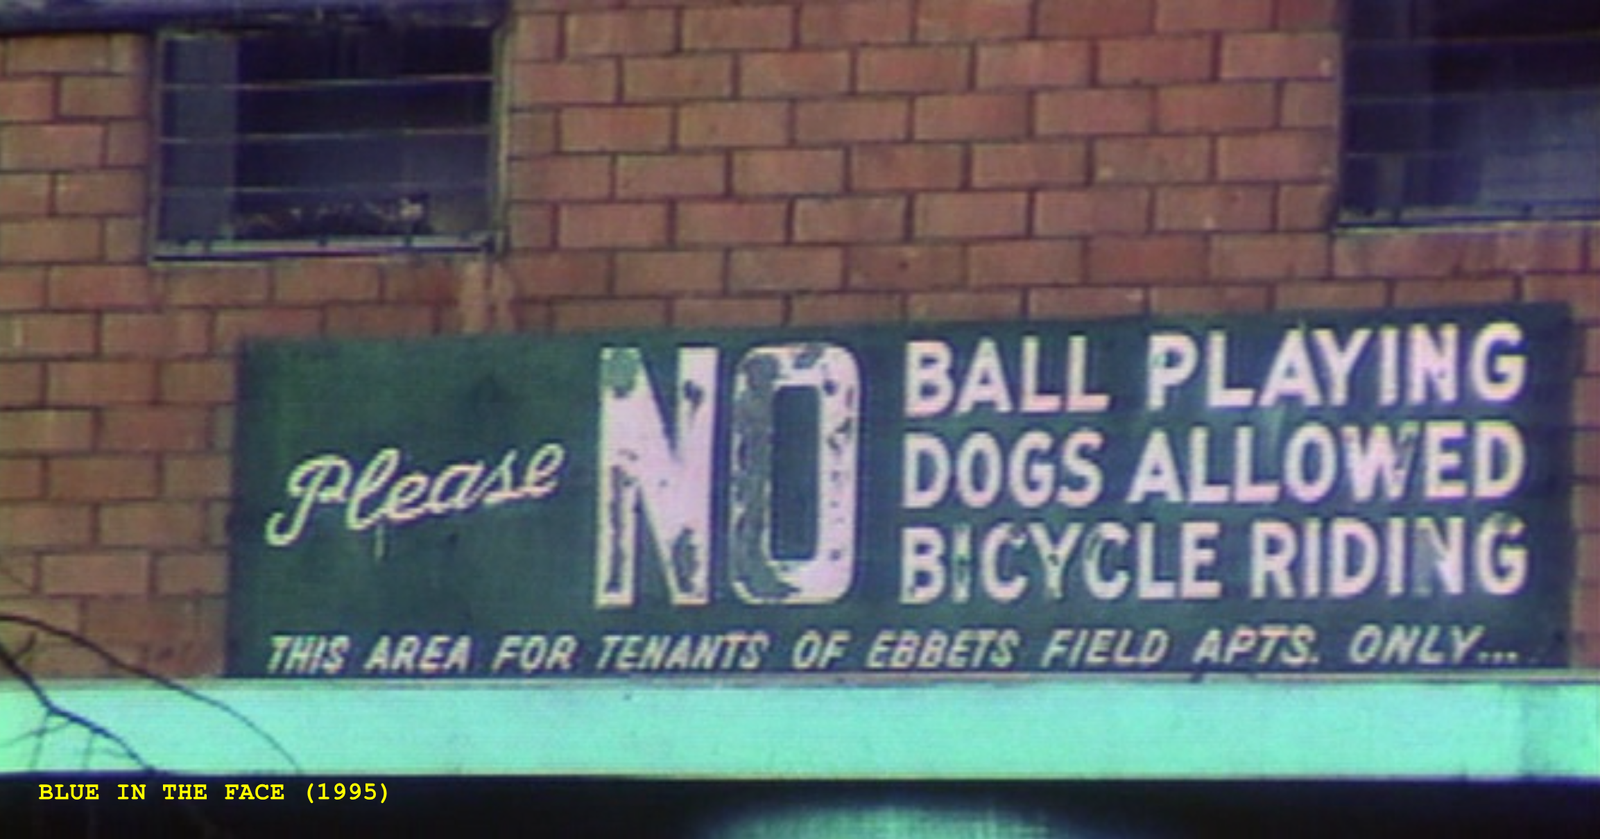 Please NO BALL PLAYING
DOGS ALLOWED
BICYCLE RIDING
THIS AREA FOR TENANTS OF EBBETS FIELD APTS. ONLY...
BLUE IN THE FACE (1995)